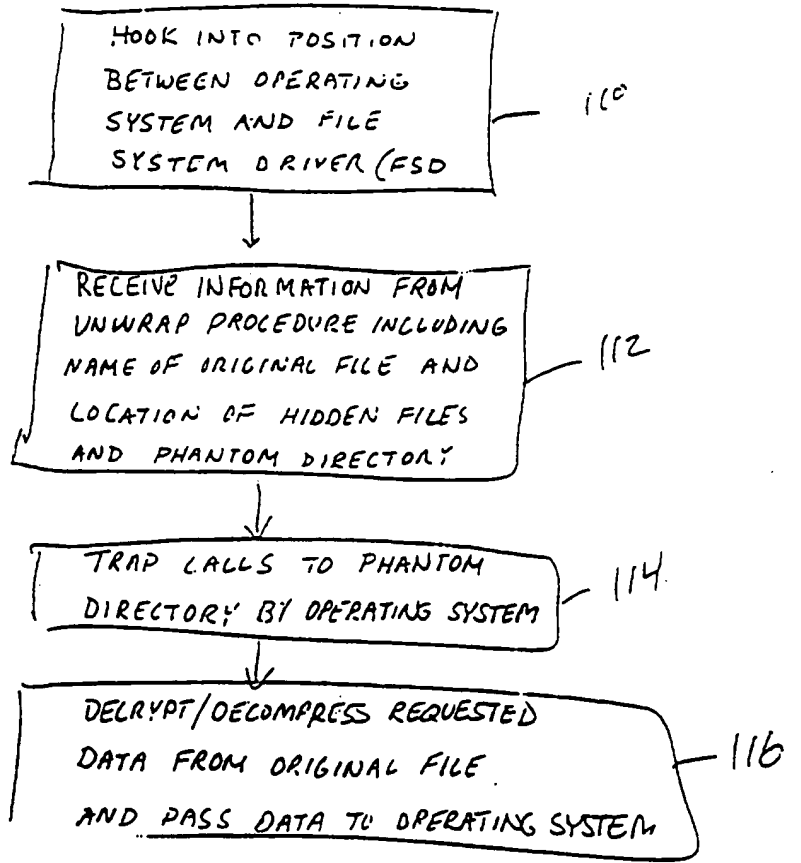 HOOK INTO POSITION
BETWEEN OPERATING
SYSTEM AND FILE
SYSTEM DRIVER (FSD
110
RECEIVE INFORMATION FROM
UNWRAP PROCEDURE INCLUDING
NAME OF ORIGINAL FILE AND
LOCATION OF HIDDEN FILES
AND PHANTOM DIRECTORY
112
TRAP CALLS TO PHANTOM
DIRECTORY BY OPERATING SYSTEM
114
DECRYPT/DECOMPRESS REQUESTED
DATA FROM ORIGINAL FILE
AND PASS DATA TO OPERATING SYSTEM
116